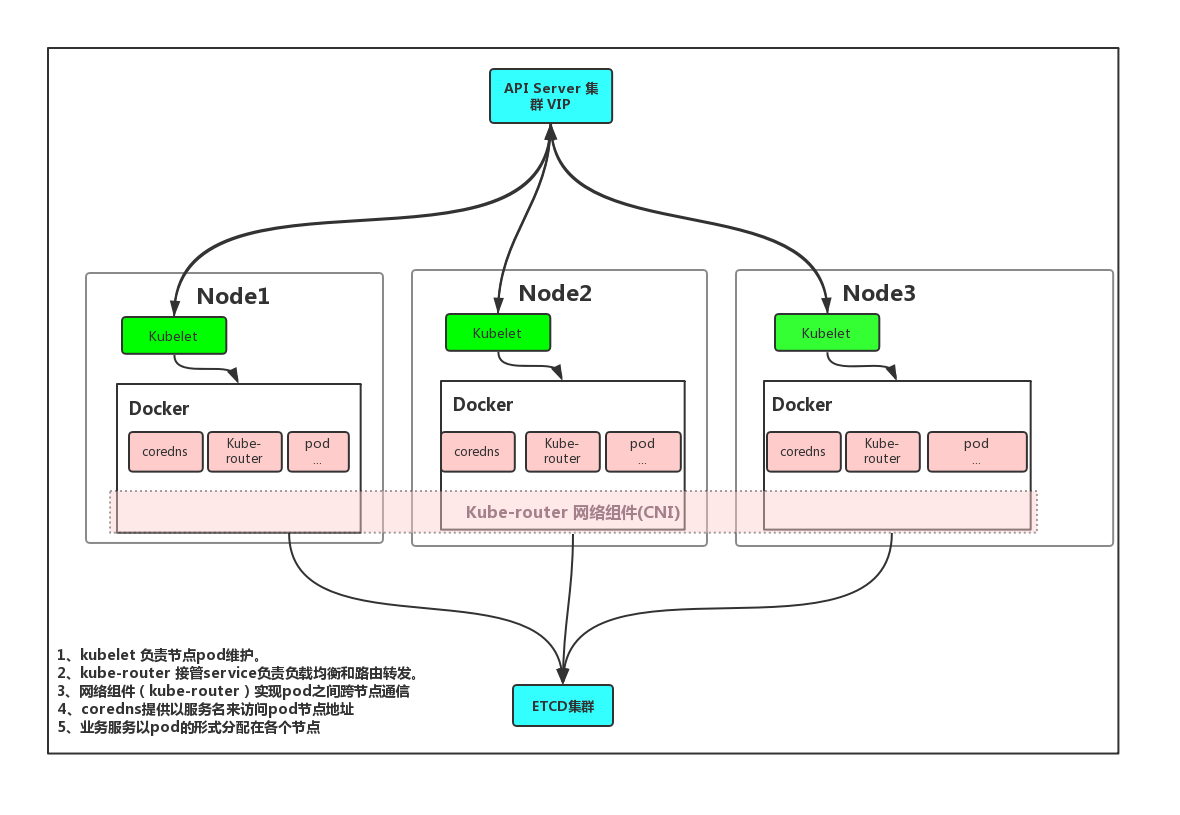 API Server 集
群 VIP
Node1
Node2
Node3
Kubelet
Kubelet
Kubelet
Docker
Docker
Docker
coredns
Kube-
router
pod
...
coredns
Kube-
router
pod
...
coredns
Kube-
router
pod
...
Kube-router 网络组件(CNI)
1、kubelet 负责节点pod维护。
2、kube-router 接管service负责负载均衡和路由转发。
3、网络组件（kube-router）实现pod之间跨节点通信
4、coredns提供以服务名来访问pod节点地址
5、业务服务以pod的形式分配在各个节点
ETCD集群